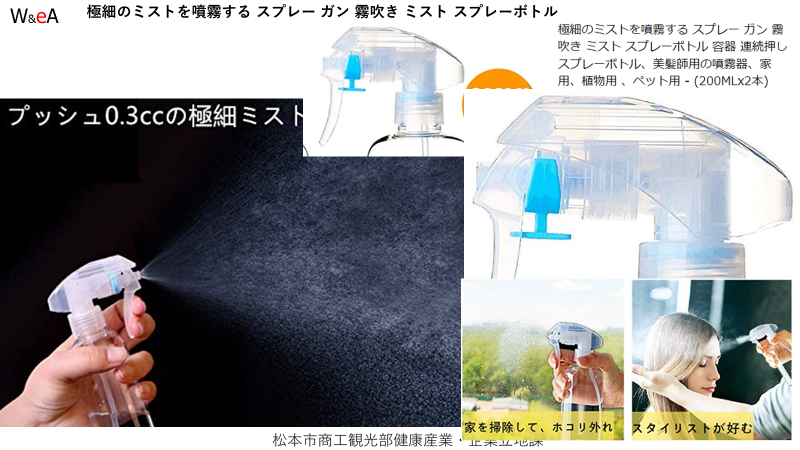 W&eA
極細のミストを噴霧する スプレー ガン 霧吹き ミスト スプレーボトル
極細のミストを噴霧する スプレー ガン 霧
吹き ミスト スプレーボトル 容器 連続押し
スプレーボトル、美髪師用の噴霧器、家
用、植物用 、ペット用 - (200MLx2本)
プッシュ0.3ccの極細ミスト
家を掃除して、ホコリ外れ
スタイリストが好む
松本市商工観光部健康産業・企業立地課